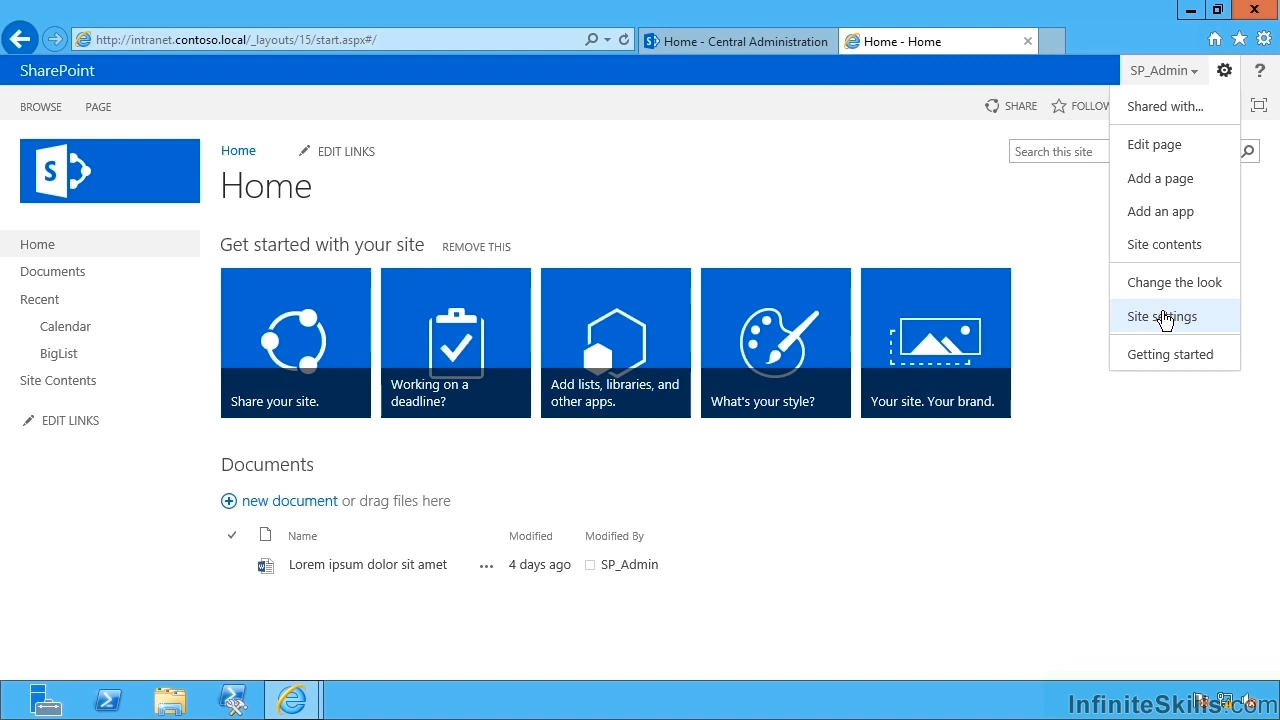 http://intranet.contoso.local/_layouts/15/start.aspx#/
Home - Central Administration
Home - Home
SharePoint
SP_Admin
?
BROWSE
PAGE
SHARE
FOLLOW
Shared with...
Edit page
Add a page
Add an app
Site contents
Change the look
Site settings
Getting started
S
Home
EDIT LINKS
Search this site
Home
Home
Documents
Recent
Calendar
BigList
Site Contents
EDIT LINKS
Get started with your site
REMOVE THIS
Share your site.
Working on a
deadline?
Add lists, libraries, and
other apps.
What's your style?
Your site. Your brand.
Documents
new document or drag files here
Name
Modified
Modified By
Lorem ipsum dolor sit amet
...
4 days ago
SP_Admin
InfiniteSkills.com